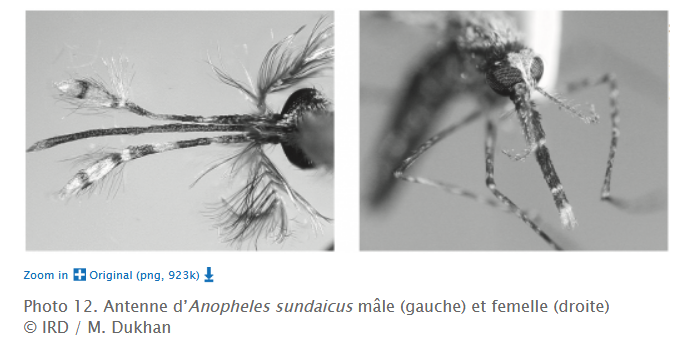 Zoom in Original (png, 923k)
Photo 12. Antenne d’Anopheles sundaicus mâle (gauche) et femelle (droite)
© IRD / M. Dukhan